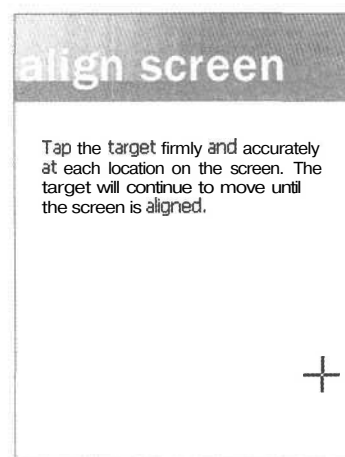 align screen
Tap the target firmly and accurately
at each location on the screen. The
target will continue to move until
the screen is aligned.